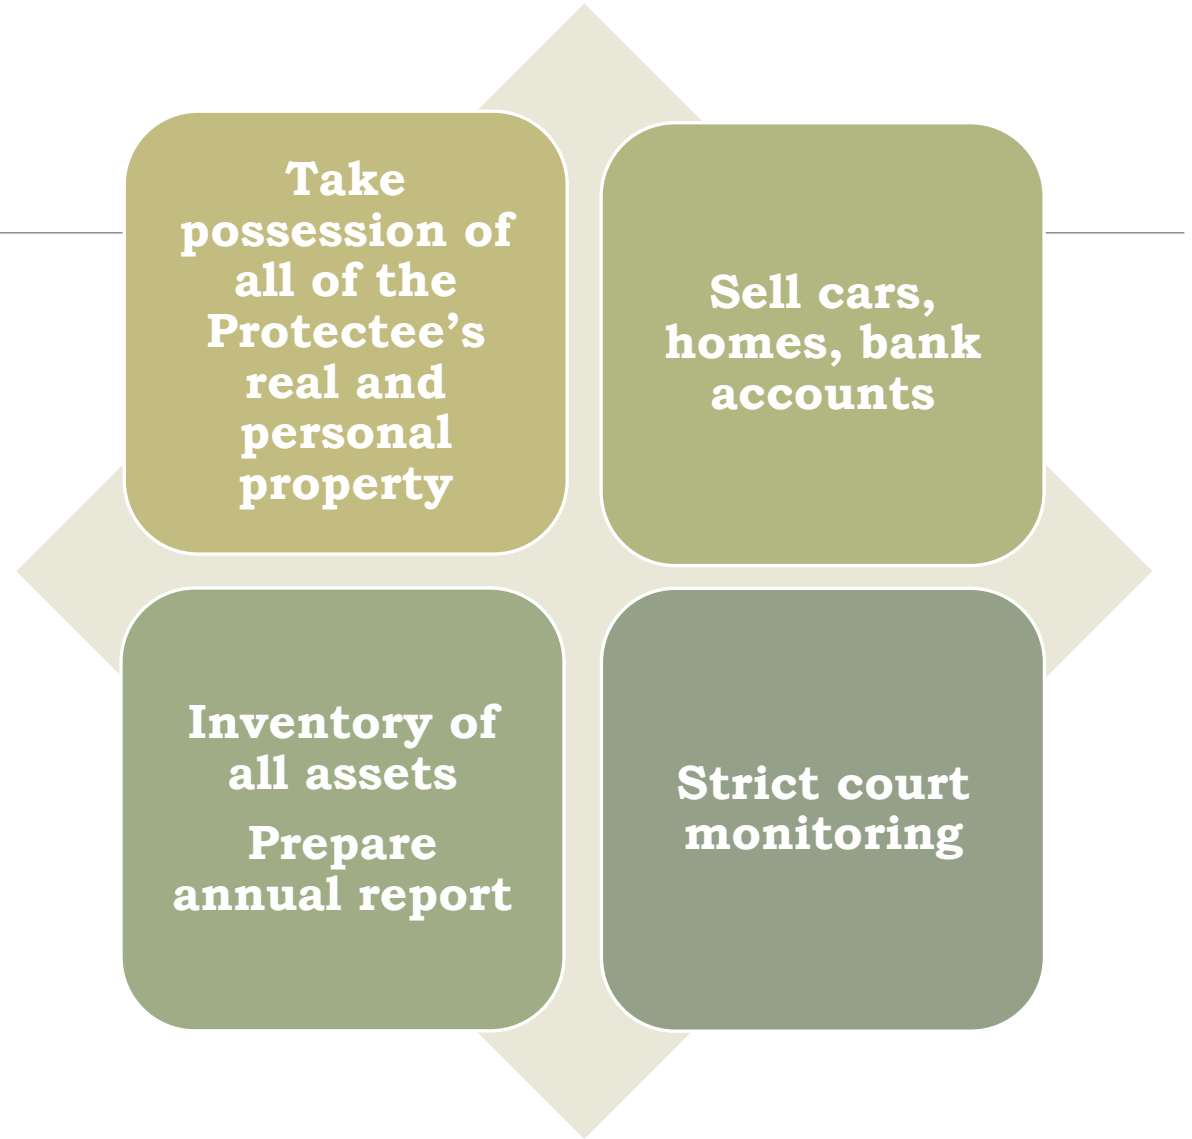 Take
possession of
all of the
Protectee’s
real and
personal
property
Sell cars,
homes, bank
accounts
Inventory of
all assets
Prepare
annual report
Strict court
monitoring